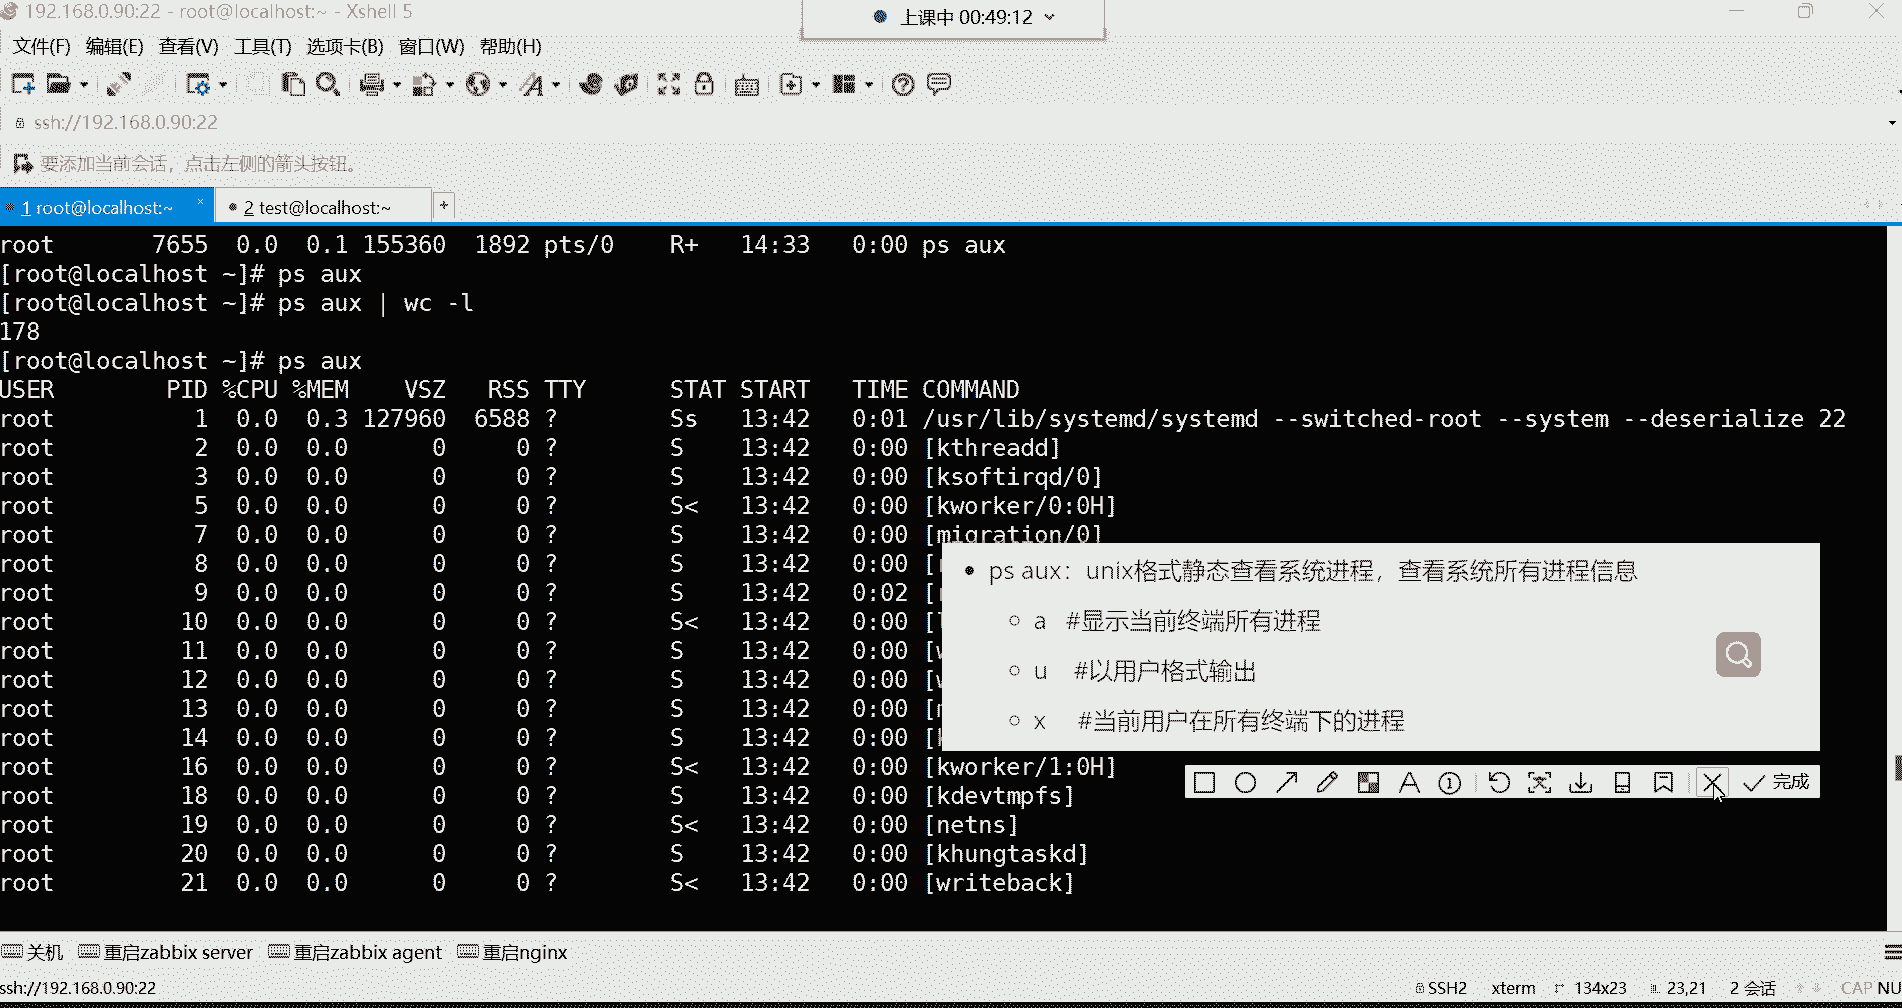 192.168.0.90:22 - root@localhost:~ - Xshell 5
上课中 00:49:12
文件(F) 编辑(E) 查看(V) 工具(T) 选项卡(B) 窗口(W) 帮助(H)
ssh://192.168.0.90:22
要添加当前会话，点击左侧的箭头按钮。
1 root@localhost:~ × 2 test@localhost:~ +
root 7655 0.0 0.1 155360 1892 pts/0 R+ 14:33 0:00 ps aux
[root@localhost ~]# ps aux
[root@localhost ~]# ps aux | wc -l
178
[root@localhost ~]# ps aux
USER PID %CPU %MEM VSZ RSS TTY STAT START TIME COMMAND
root 1 0.0 0.3 127960 6588 ? Ss 13:42 0:01 /usr/lib/systemd/systemd --switched-root --system --deserialize 22
root 2 0.0 0.0 0 0 ? S 13:42 0:00 [kthreadd]
root 3 0.0 0.0 0 0 ? S 13:42 0:00 [ksoftirqd/0]
root 5 0.0 0.0 0 0 ? S< 13:42 0:00 [kworker/0:0H]
root 7 0.0 0.0 0 0 ? S 13:42 0:00 [migration/0]
root 8 0.0 0.0 0 0 ? S 13:42 0:00 [
root 9 0.0 0.0 0 0 ? S 13:42 0:02 [
root 10 0.0 0.0 0 0 ? S< 13:42 0:00 [
root 11 0.0 0.0 0 0 ? S 13:42 0:00 [
root 12 0.0 0.0 0 0 ? S 13:42 0:00 [
root 13 0.0 0.0 0 0 ? S 13:42 0:00 [
root 14 0.0 0.0 0 0 ? S 13:42 0:00 [
root 16 0.0 0.0 0 0 ? S< 13:42 0:00 [kworker/1:0H]
root 18 0.0 0.0 0 0 ? S 13:42 0:00 [kdevtmpfs]
root 19 0.0 0.0 0 0 ? S< 13:42 0:00 [netns]
root 20 0.0 0.0 0 0 ? S 13:42 0:00 [khungtaskd]
root 21 0.0 0.0 0 0 ? S< 13:42 0:00 [writeback]
ps aux：unix格式静态查看系统进程，查看系统所有进程信息
a #显示当前终端所有进程
u #以用户格式输出
x #当前用户在所有终端下的进程
完成
关机 重启zabbix server 重启zabbix agent 重启nginx
ssh://192.168.0.90:22 SSH2 xterm 134x23 23,21 2 会话 CAP NU